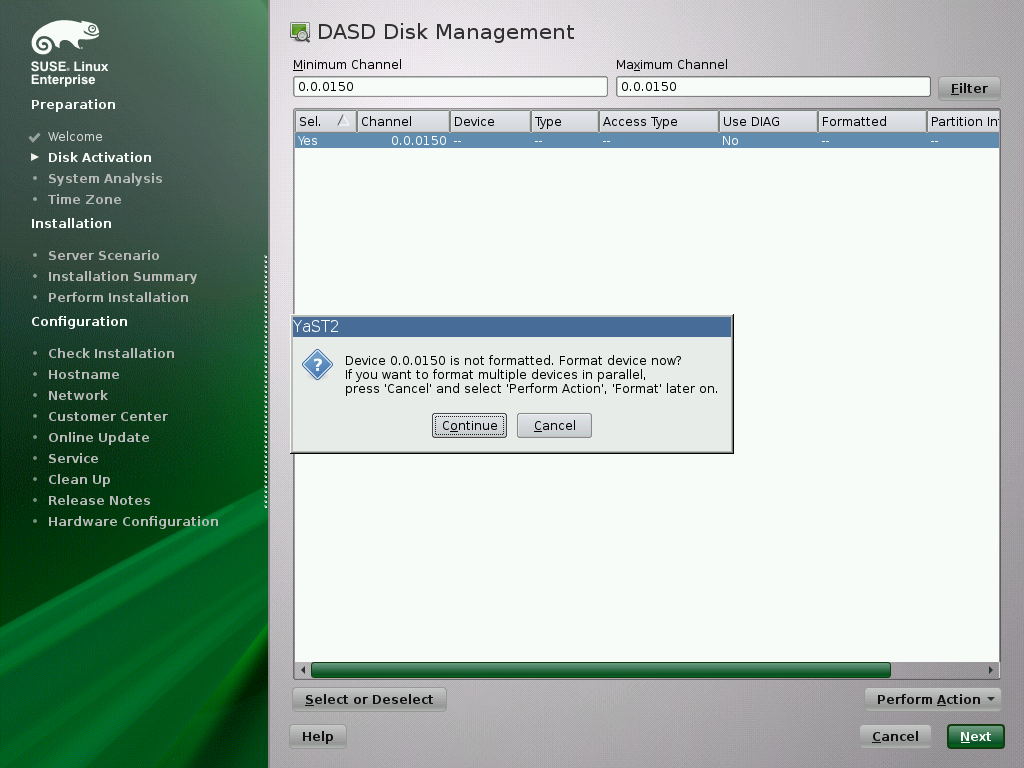 SUSE. Linux
Enterprise
Preparation
Welcome
Disk Activation
System Analysis
Time Zone
Installation
Server Scenario
Installation Summary
Perform Installation
Configuration
Check Installation
Hostname
Network
Customer Center
Online Update
Service
Clean Up
Release Notes
Hardware Configuration
DASD Disk Management
Minimum Channel Maximum Channel
0.0.0150 0.0.0150 Filter
Sel. Channel Device Type Access Type Use DIAG Formatted Partition In
Yes 0.0.0150 -- -- -- No -- --
YaST2
Device 0.0.0150 is not formatted. Format device now?
If you want to format multiple devices in parallel,
press 'Cancel' and select 'Perform Action', 'Format' later on.
Continue Cancel
Select or Deselect Perform Action
Help Cancel Next